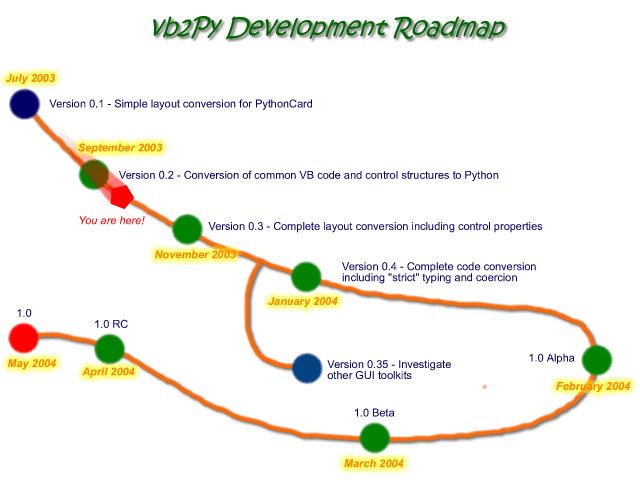 vb2Py Development Roadmap
July 2003
Version 0.1 - Simple layout conversion for PythonCard
September 2003
Version 0.2 - Conversion of common VB code and control structures to Python
You are here!
Version 0.3 - Complete layout conversion including control properties
November 2003
Version 0.4 - Complete code conversion
including "strict" typing and coercion
January 2004
1.0
May 2004
1.0 RC
April 2004
Version 0.35 - Investigate
other GUI toolkits
1.0 Alpha
February 2004
1.0 Beta
March 2004